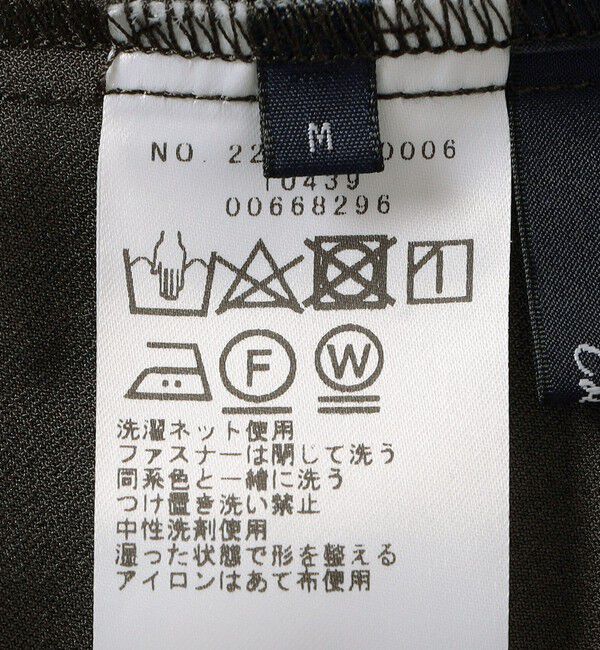 M
NO. 22 0006
10439
00668296
F W
洗濯ネット使用
ファスナーは閉じて洗う
同系色と一緒に洗う
つけ置き洗い禁止
中性洗剤使用
湿った状態で形を整える
アイロンはあて布使用